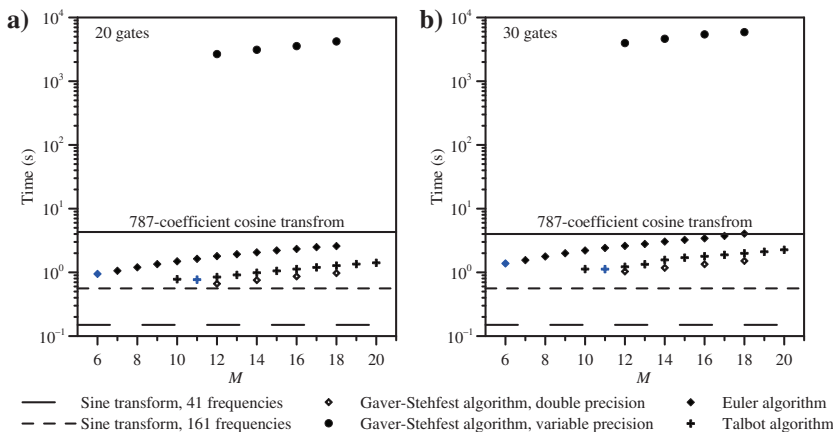 a)
20 gates
10⁴
10³
10²
10¹
10⁰
10⁻¹
Time (s)
787-coefficient cosine transfrom
6 8 10 12 14 16 18 20
M
b)
30 gates
10⁴
10³
10²
10¹
10⁰
10⁻¹
Time (s)
787-coefficient cosine transfrom
6 8 10 12 14 16 18 20
M
Sine transform, 41 frequencies
Gaver-Stehfest algorithm, double precision
Euler algorithm
Sine transform, 161 frequencies
Gaver-Stehfest algorithm, variable precision
Talbot algorithm